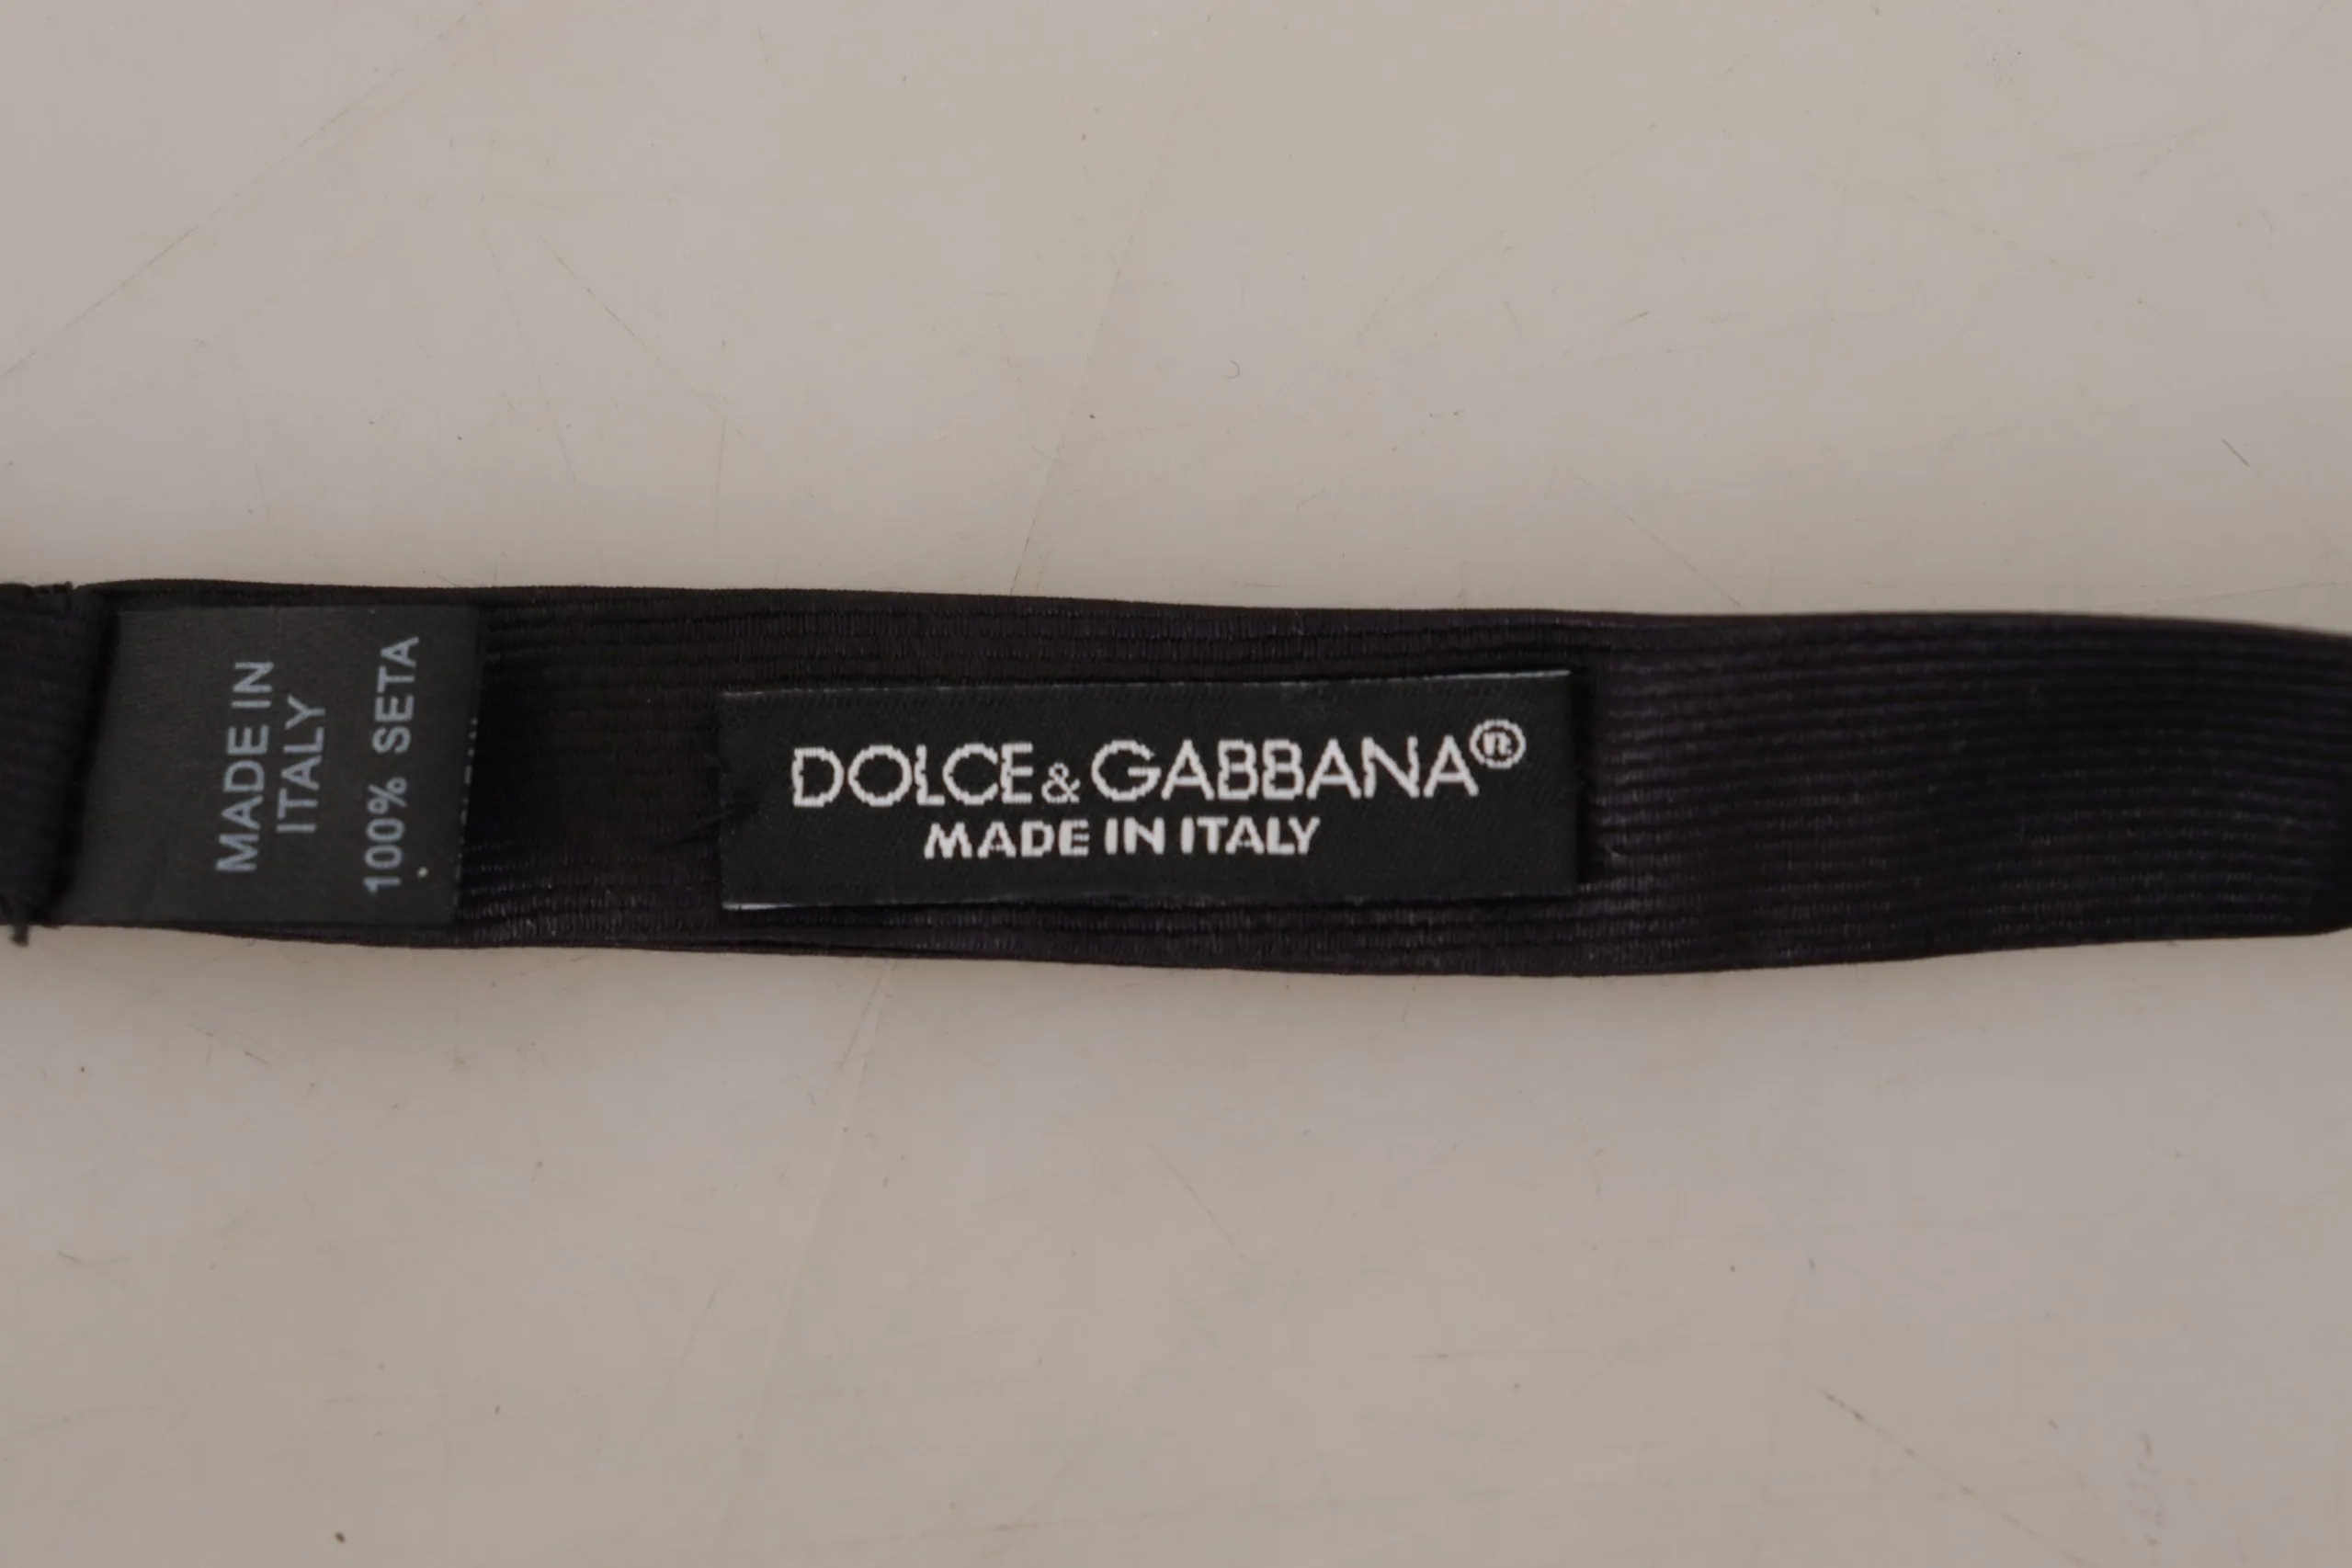 MADE IN
ITALY
100% SETA
DOLCE & GABBANA®
MADE IN ITALY